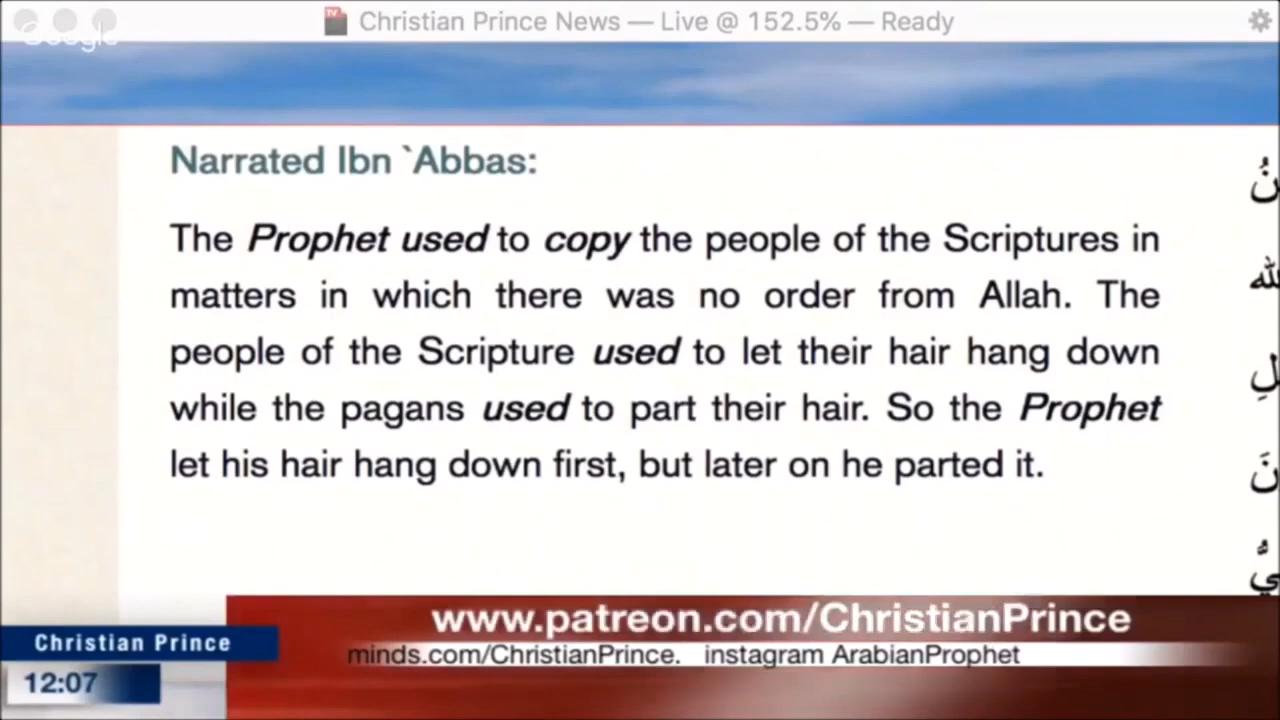 Christian Prince News — Live @ 152.5% — Ready
Google
Narrated Ibn `Abbas:
The Prophet used to copy the people of the Scriptures in
matters in which there was no order from Allah. The
people of the Scripture used to let their hair hang down
while the pagans used to part their hair. So the Prophet
let his hair hang down first, but later on he parted it.
www.patreon.com/ChristianPrince
Christian Prince
minds.com/ChristianPrince. instagram ArabianProphet
12:07